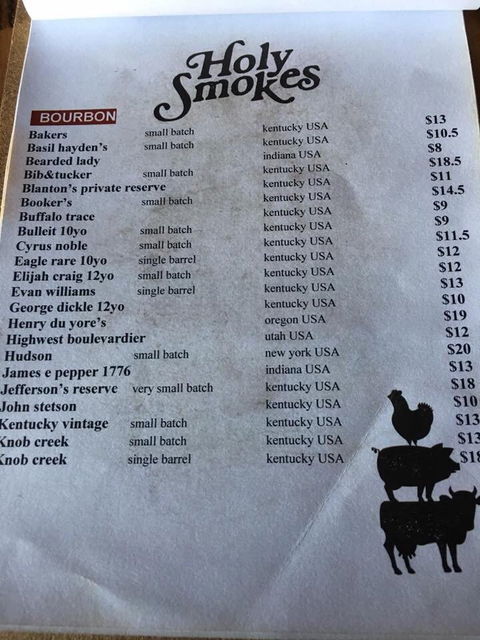 Holy
Smokes
BOURBON
Bakers small batch kentucky USA $13
Basil hayden's small batch kentucky USA $10.5
Bearded lady indiana USA $8
Bib&tucker small batch kentucky USA $18.5
Blanton's private reserve kentucky USA $11
Booker's small batch kentucky USA $14.5
Buffalo trace kentucky USA $9
Bulleit 10yo small batch kentucky USA $9
Cyrus noble small batch kentucky USA $11.5
Eagle rare 10yo single barrel kentucky USA $12
Elijah craig 12yo small batch kentucky USA $12
Evan williams single barrel kentucky USA $13
George dickle 12yo kentucky USA $10
Henry du yore's oregon USA $19
Highwest boulevardier utah USA $12
Hudson small batch new york USA $20
James e pepper 1776 indiana USA $13
Jefferson's reserve very small batch kentucky USA $18
John stetson kentucky USA $10
Kentucky vintage small batch kentucky USA $13
Knob creek small batch kentucky USA $13
Knob creek single barrel kentucky USA